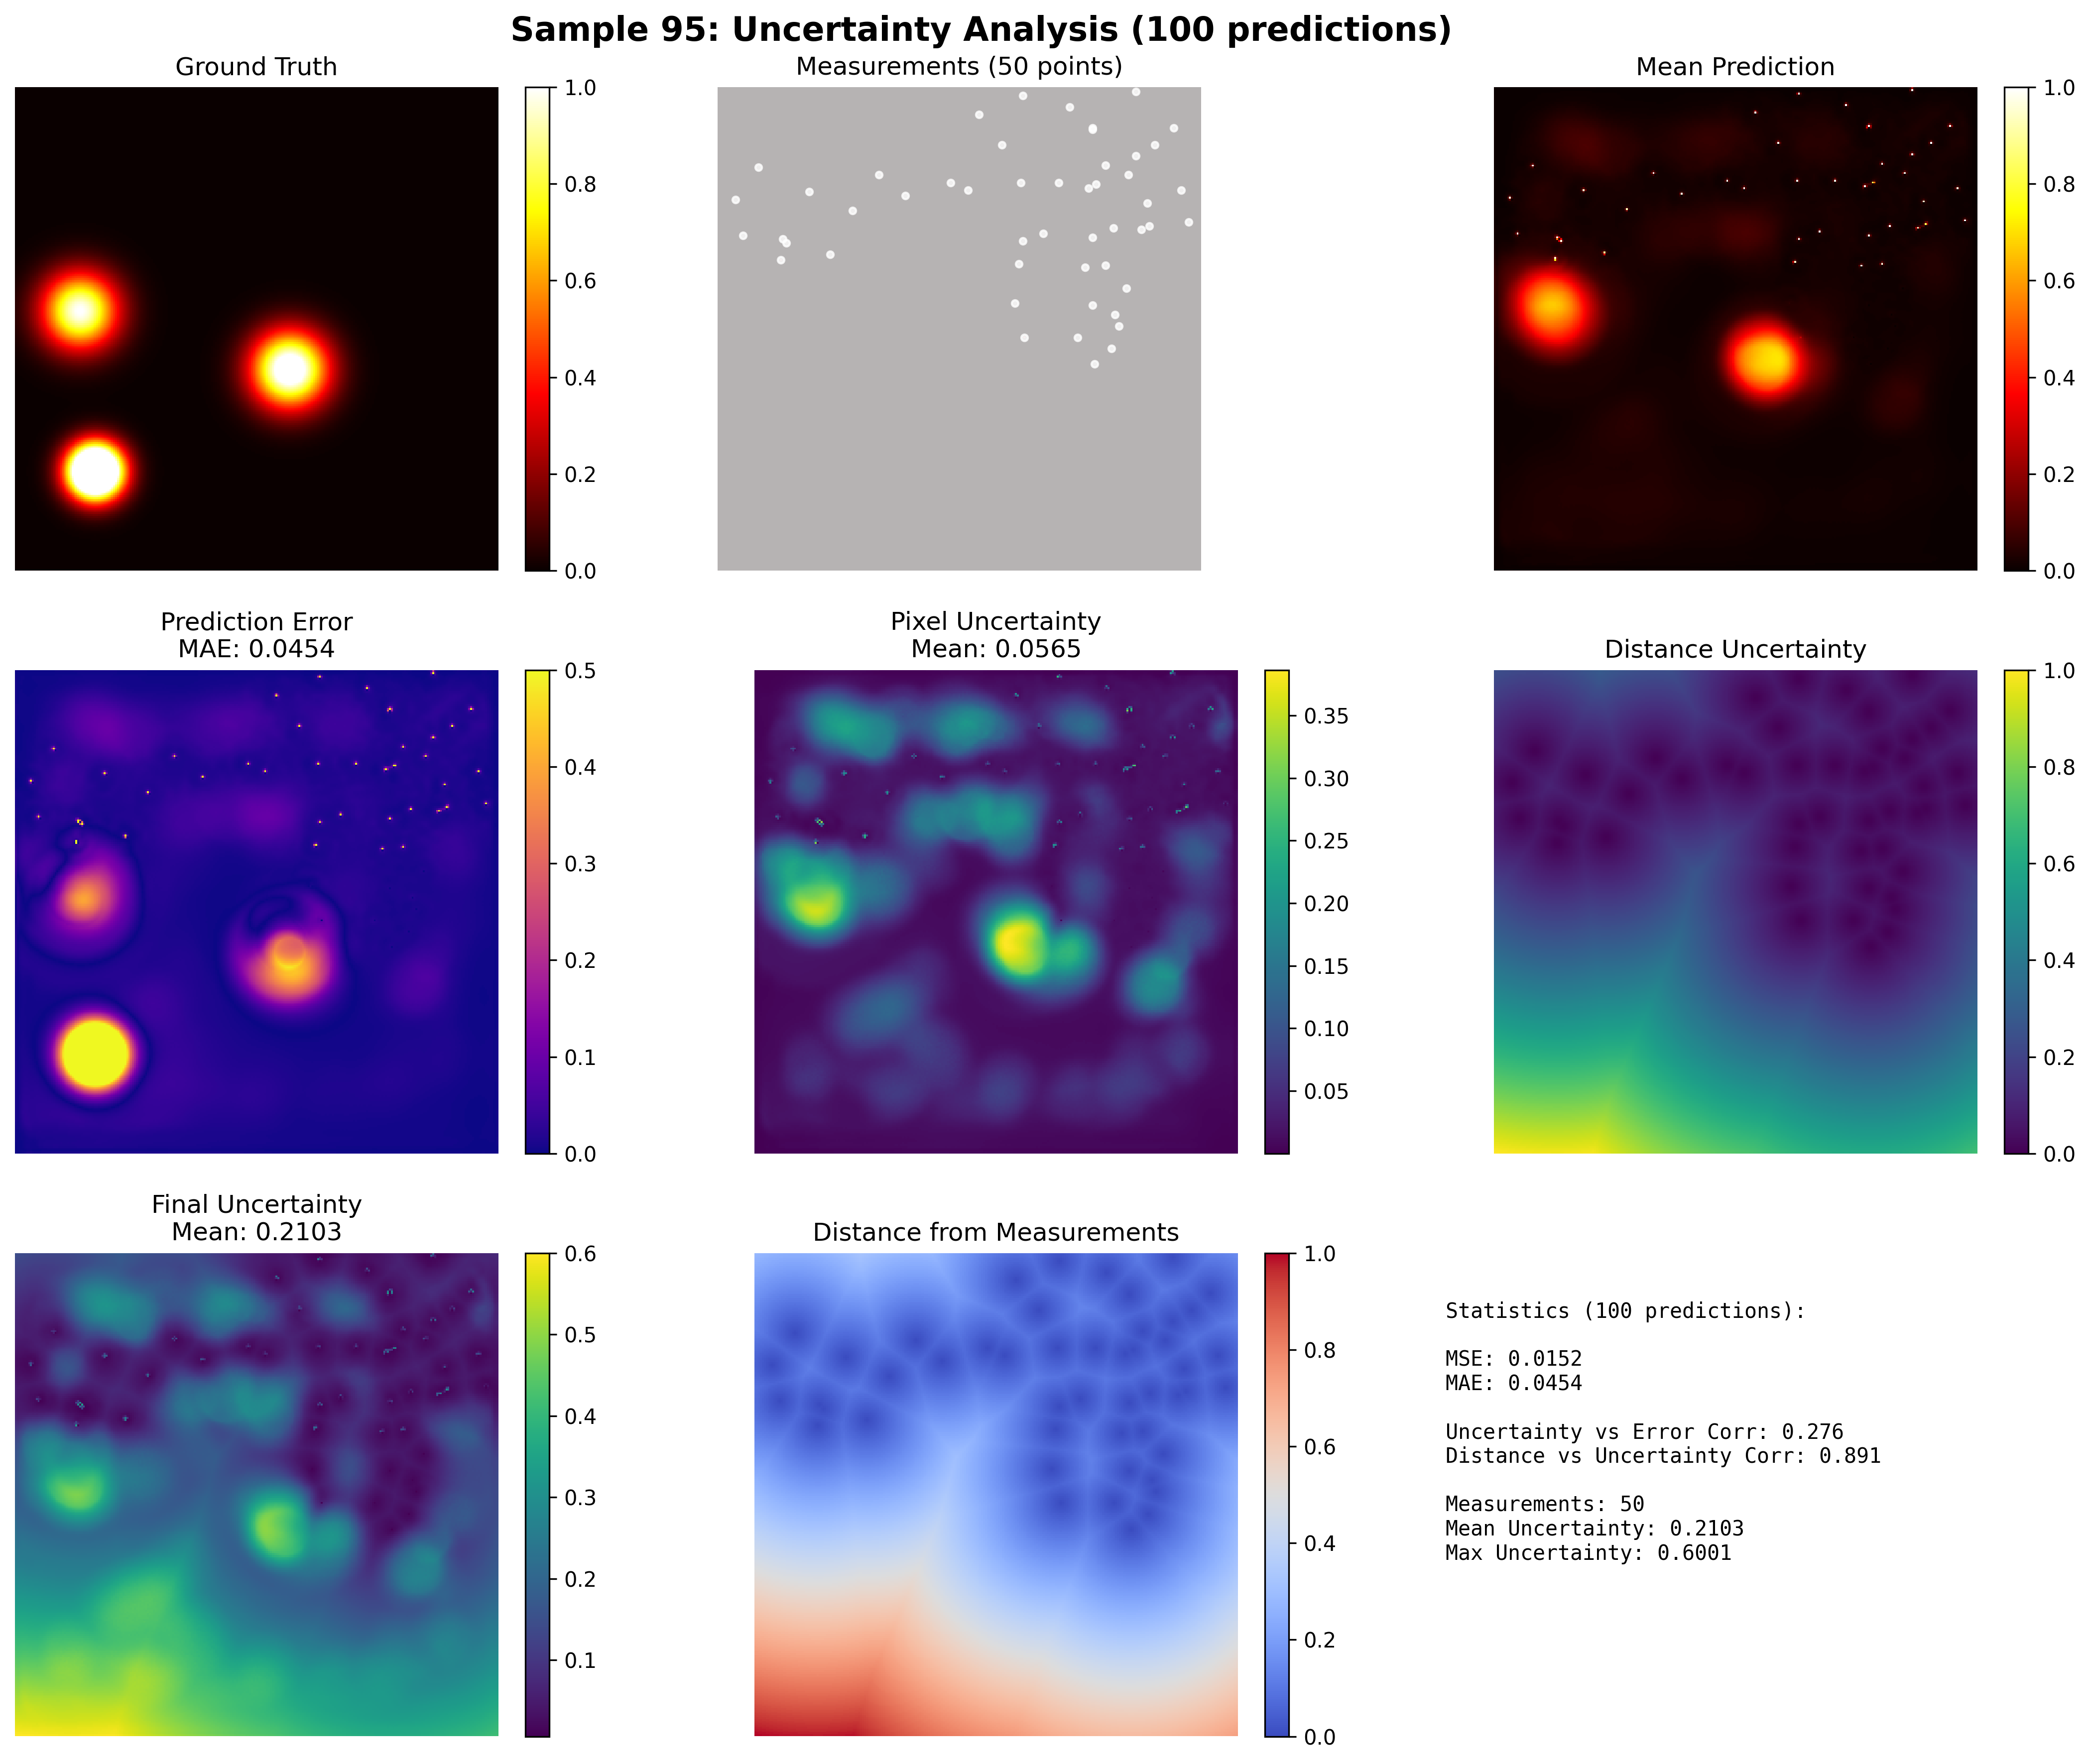 Sample 95: Uncertainty Analysis (100 predictions)
Ground Truth
1.0
0.8
0.6
0.4
0.2
0.0
Measurements (50 points)
Mean Prediction
1.0
0.8
0.6
0.4
0.2
0.0
Prediction Error
MAE: 0.0454
0.5
0.4
0.3
0.2
0.1
0.0
Pixel Uncertainty
Mean: 0.0565
0.35
0.30
0.25
0.20
0.15
0.10
0.05
Distance Uncertainty
1.0
0.8
0.6
0.4
0.2
0.0
Final Uncertainty
Mean: 0.2103
0.6
0.5
0.4
0.3
0.2
0.1
Distance from Measurements
1.0
0.8
0.6
0.4
0.2
0.0
Statistics (100 predictions):
MSE: 0.0152
MAE: 0.0454
Uncertainty vs Error Corr: 0.276
Distance vs Uncertainty Corr: 0.891
Measurements: 50
Mean Uncertainty: 0.2103
Max Uncertainty: 0.6001